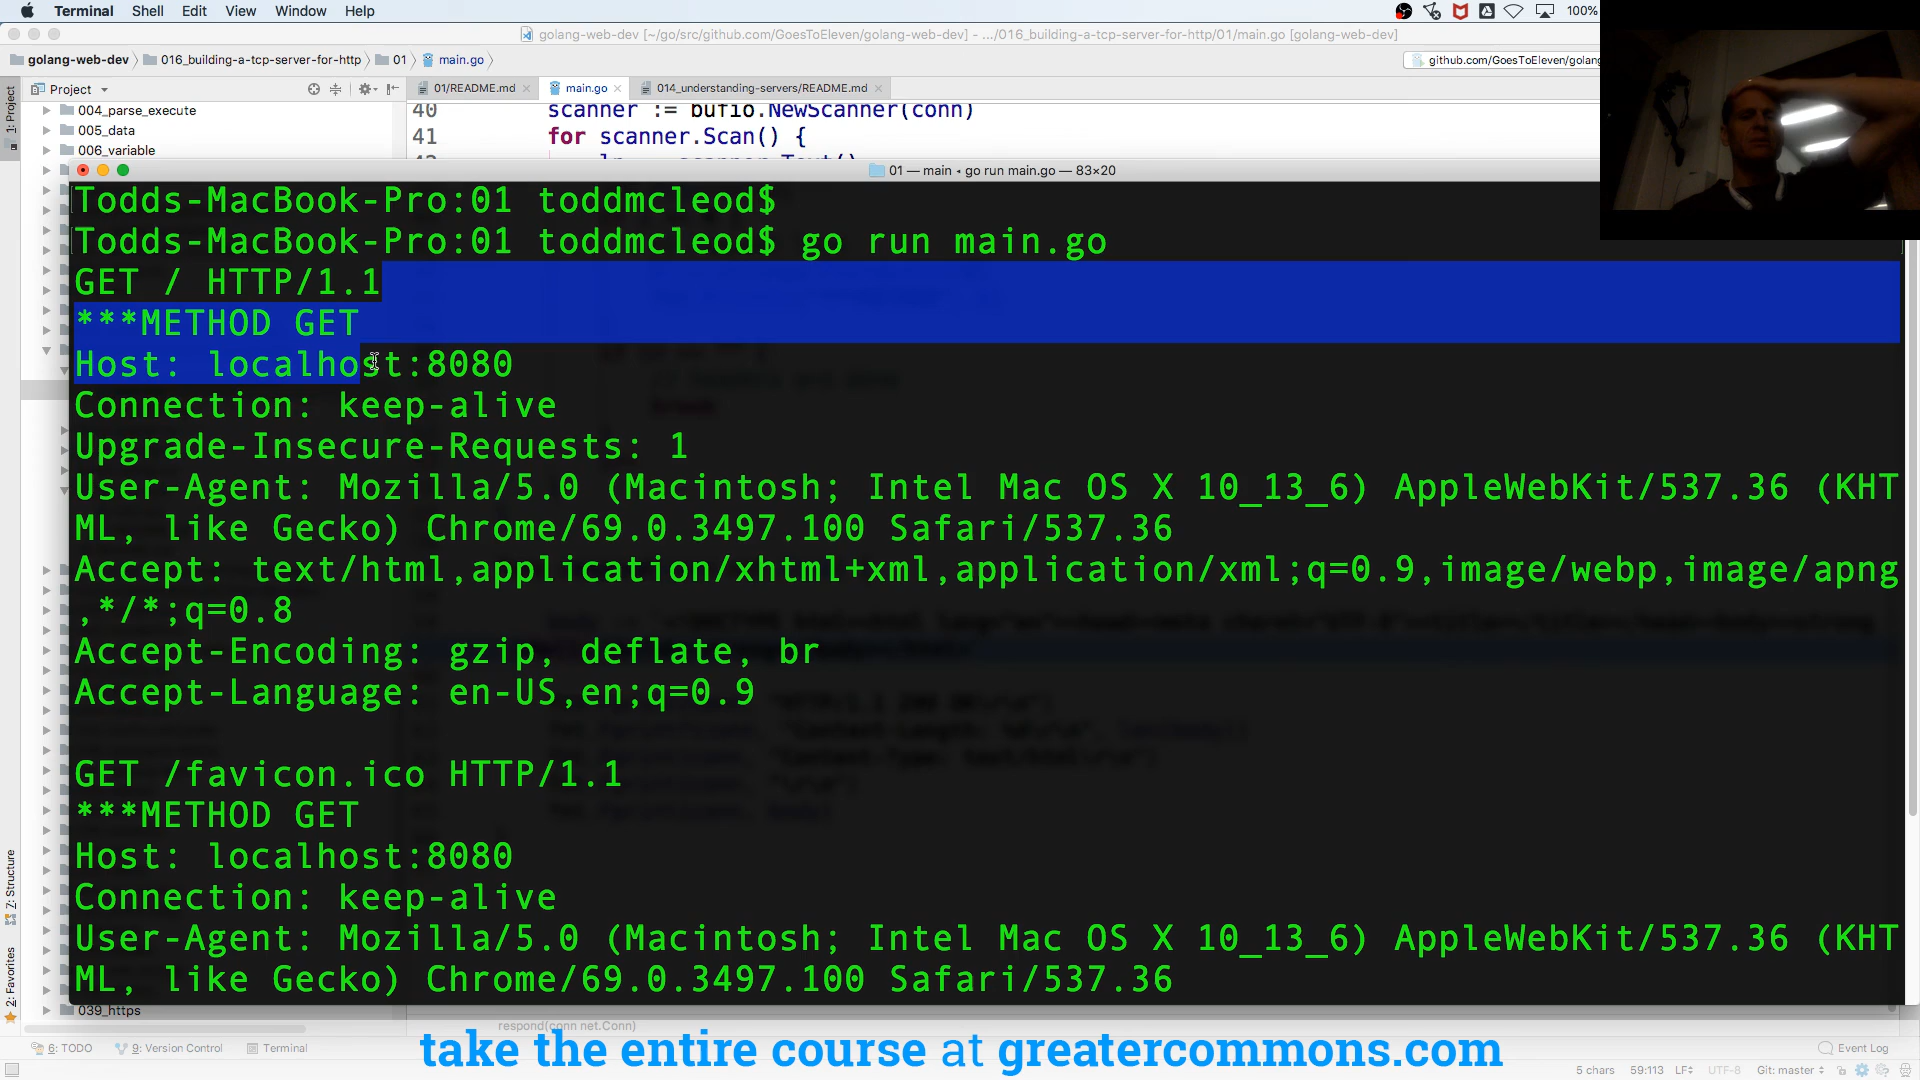 Terminal Shell Edit View Window Help 100%
golang-web-dev [~/go/src/github.com/GoesToEleven/golang-web-dev] - .../016_building-a-tcp-server-for-http/01/main.go [golang-web-dev]
golang-web-dev 016_building-a-tcp-server-for-http 01 main.go github.com/GoesToEleven/golang
Project 01/README.md main.go 014_understanding-servers/README.md
1: Project
004_parse_execute
005_data
006_variable
40 scanner := bufio.NewScanner(conn)
41 for scanner.Scan() {
01 — main • go run main.go — 83×20
Todds-MacBook-Pro:01 toddmcleod$
Todds-MacBook-Pro:01 toddmcleod$ go run main.go
GET / HTTP/1.1
***METHOD GET
Host: localhost:8080
Connection: keep-alive
Upgrade-Insecure-Requests: 1
User-Agent: Mozilla/5.0 (Macintosh; Intel Mac OS X 10_13_6) AppleWebKit/537.36 (KHT
ML, like Gecko) Chrome/69.0.3497.100 Safari/537.36
Accept: text/html,application/xhtml+xml,application/xml;q=0.9,image/webp,image/apng
,*/*;q=0.8
Accept-Encoding: gzip, deflate, br
Accept-Language: en-US,en;q=0.9
GET /favicon.ico HTTP/1.1
***METHOD GET
Host: localhost:8080
Connection: keep-alive
User-Agent: Mozilla/5.0 (Macintosh; Intel Mac OS X 10_13_6) AppleWebKit/537.36 (KHT
ML, like Gecko) Chrome/69.0.3497.100 Safari/537.36
7: Structure
2: Favorites
039_https
respond(conn net.Conn)
6: TODO 9: Version Control Terminal Event Log
take the entire course at greatercommons.com
5 chars 59:113 LF÷ UTF-8 Git: master